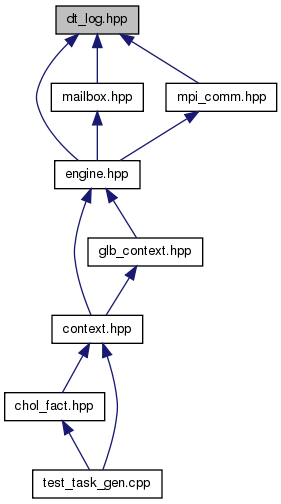 dt_log.hpp
mailbox.hpp
mpi_comm.hpp
engine.hpp
glb_context.hpp
context.hpp
chol_fact.hpp
test_task_gen.cpp